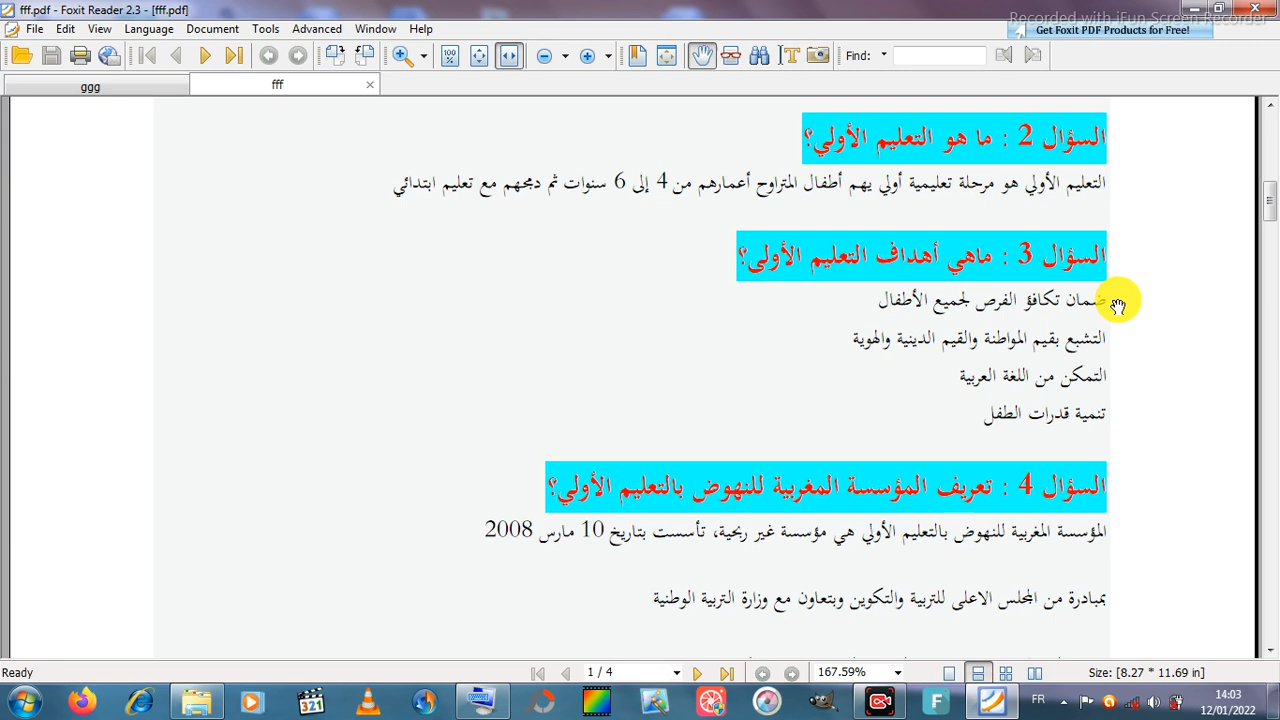 fff.pdf - Foxit Reader 2.3 - [fff.pdf]
Recorded with iFun Screen Recorder
File Edit View Language Document Tools Advanced Window Help
Get Foxit PDF Products for Free!
Find:
ggg
fff
السؤال 2 : ما هو التعليم الأولي؟
التعليم الأولي هو مرحلة تعليمية أولي يهم أطفال المتراوح أعمارهم من 4 إلى 6 سنوات ثم دمجهم مع تعليم ابتدائي
السؤال 3 : ماهي أهداف التعليم الأولى؟
ضمان تكافؤ الفرص لجميع الأطفال
التشبع بقيم المواطنة والقيم الدينية والهوية
التمكن من اللغة العربية
تنمية قدرات الطفل
السؤال 4 : تعريف المؤسسة المغربية للنهوض بالتعليم الأولي؟
المؤسسة المغربية للنهوض بالتعليم الأولي هي مؤسسة غير ربحية، تأسست بتاريخ 10 مارس 2008
بمبادرة من المجلس الاعلى للتربية والتكوين وبتعاون مع وزارة التربية الوطنية
Ready
1 / 4
167.59%
Size: [8.27 * 11.69] in
321
FR
14:03
12/01/2022